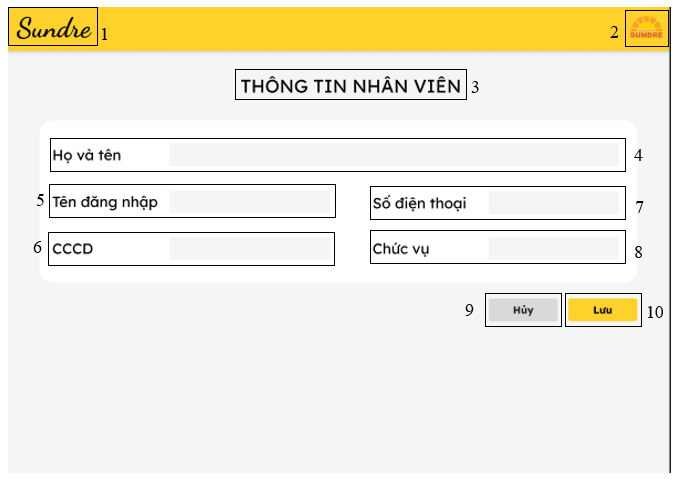 Sundre 1
2 SUNDRE
THÔNG TIN NHÂN VIÊN 3
Họ và tên 4
5 Tên đăng nhập Số điện thoại 7
6 CCCD Chức vụ 8
9 Hủy Lưu 10